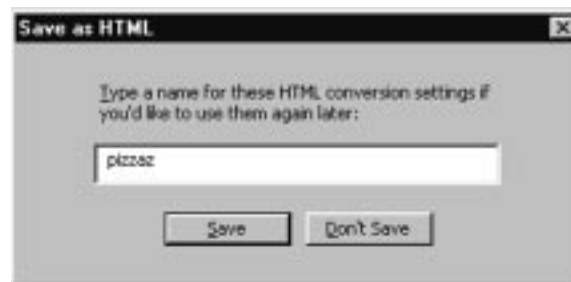 Save as HTML
Type a name for these HTML conversion settings if
you'd like to use them again later:
pizzaz
Save
Don't Save